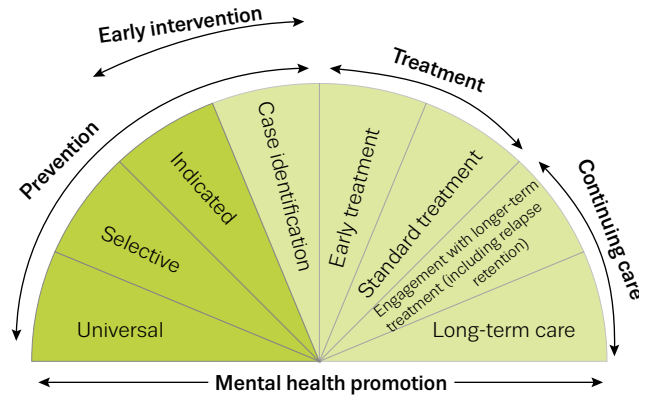 Early intervention
Prevention
Treatment
Continuing care
Universal
Selective
Indicated
Case identification
Early treatment
Standard treatment
Engagement with longer-term
treatment (including relapse
retention)
Long-term care
Mental health promotion